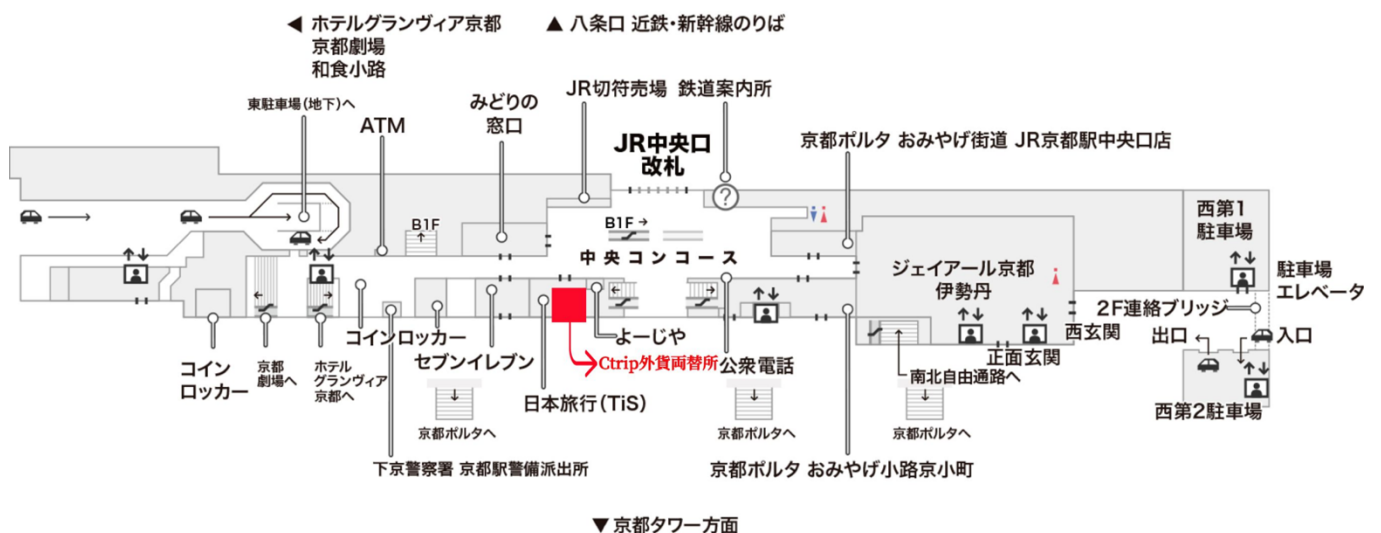 ◀ ホテルグランヴィア京都
京都劇場
和食小路
▲ 八条口 近鉄・新幹線のりば
東駐車場(地下)へ
ATM
みどりの
窓口
JR切符売場
鉄道案内所
JR中央口
改札
京都ポルタ おみやげ街道 JR京都駅中央口店
?
B1F
↑
B1F →
中央コンコース
ジェイアール京都
伊勢丹
西第1
駐車場
駐車場
エレベータ
2F連絡ブリッジ
出口
入口
西玄関
正面玄関
南北自由通路へ
西第2駐車場
コイン
ロッカー
京都
劇場へ
ホテル
グランヴィア
京都へ
コインロッカー
セブンイレブン
よーじや
Ctrip外貨両替所
公衆電話
日本旅行(TiS)
京都ポルタへ
京都ポルタへ
京都ポルタへ
下京警察署 京都駅警備派出所
京都ポルタ おみやげ小路京小町
▼ 京都タワー方面